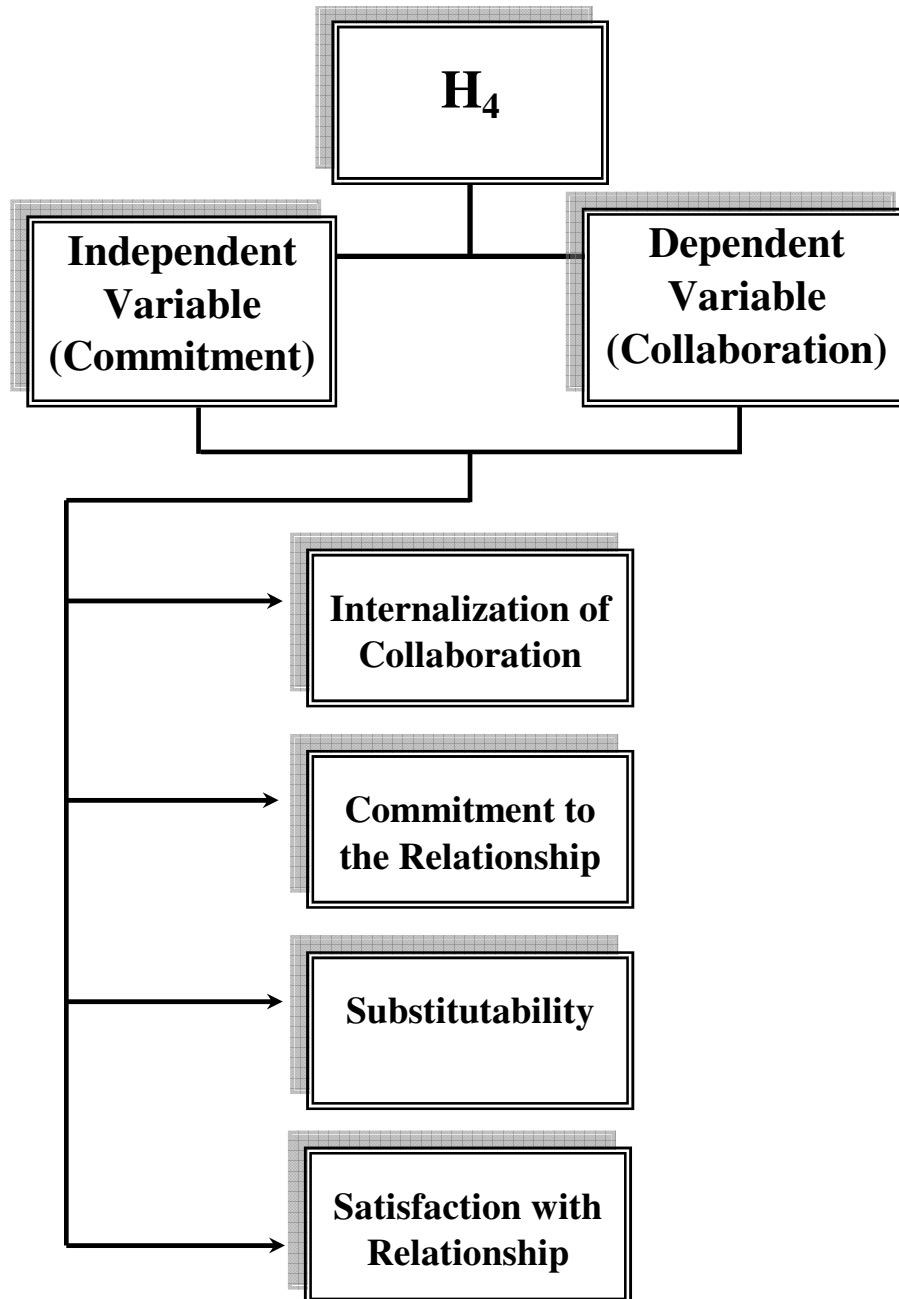 H₄
Independent
Variable
(Commitment)
Dependent
Variable
(Collaboration)
Internalization of
Collaboration
Commitment to
the Relationship
Substitutability
Satisfaction with
Relationship